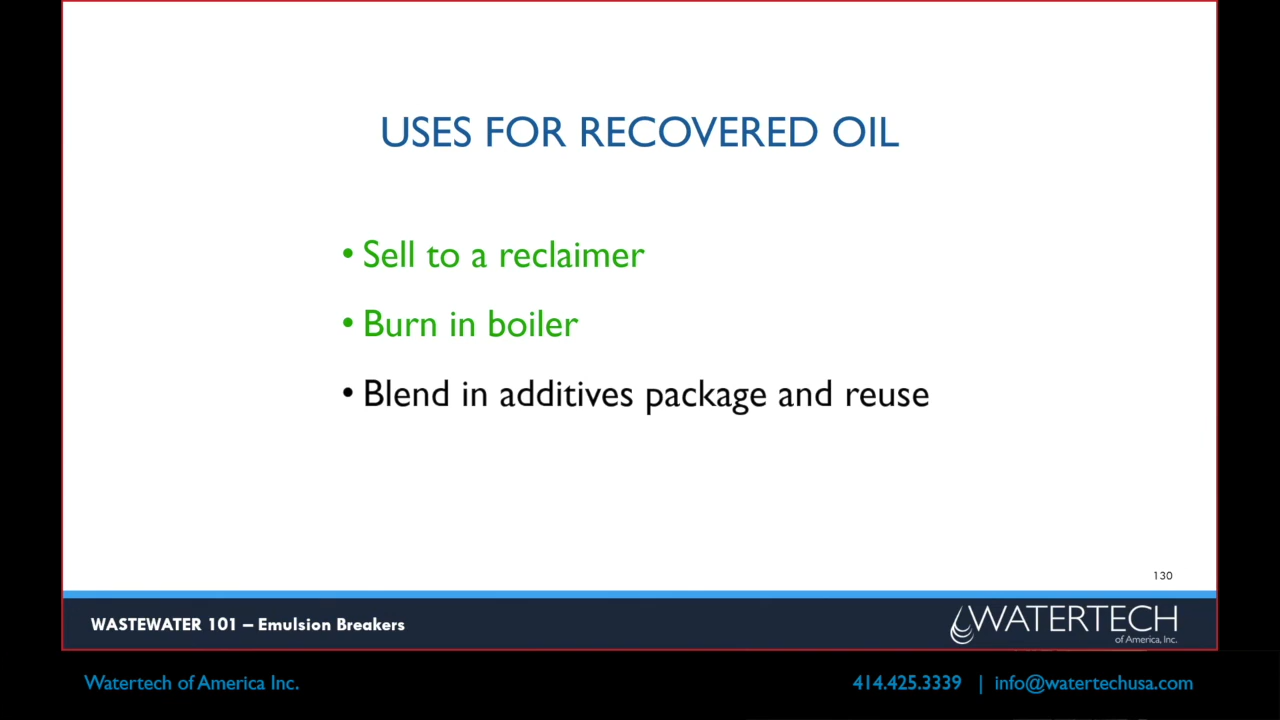 USES FOR RECOVERED OIL
• Sell to a reclaimer
• Burn in boiler
• Blend in additives package and reuse
130
WASTEWATER 101 – Emulsion Breakers
WATERTECH
of America, Inc.
Watertech of America Inc.
414.425.3339 | info@watertechusa.com